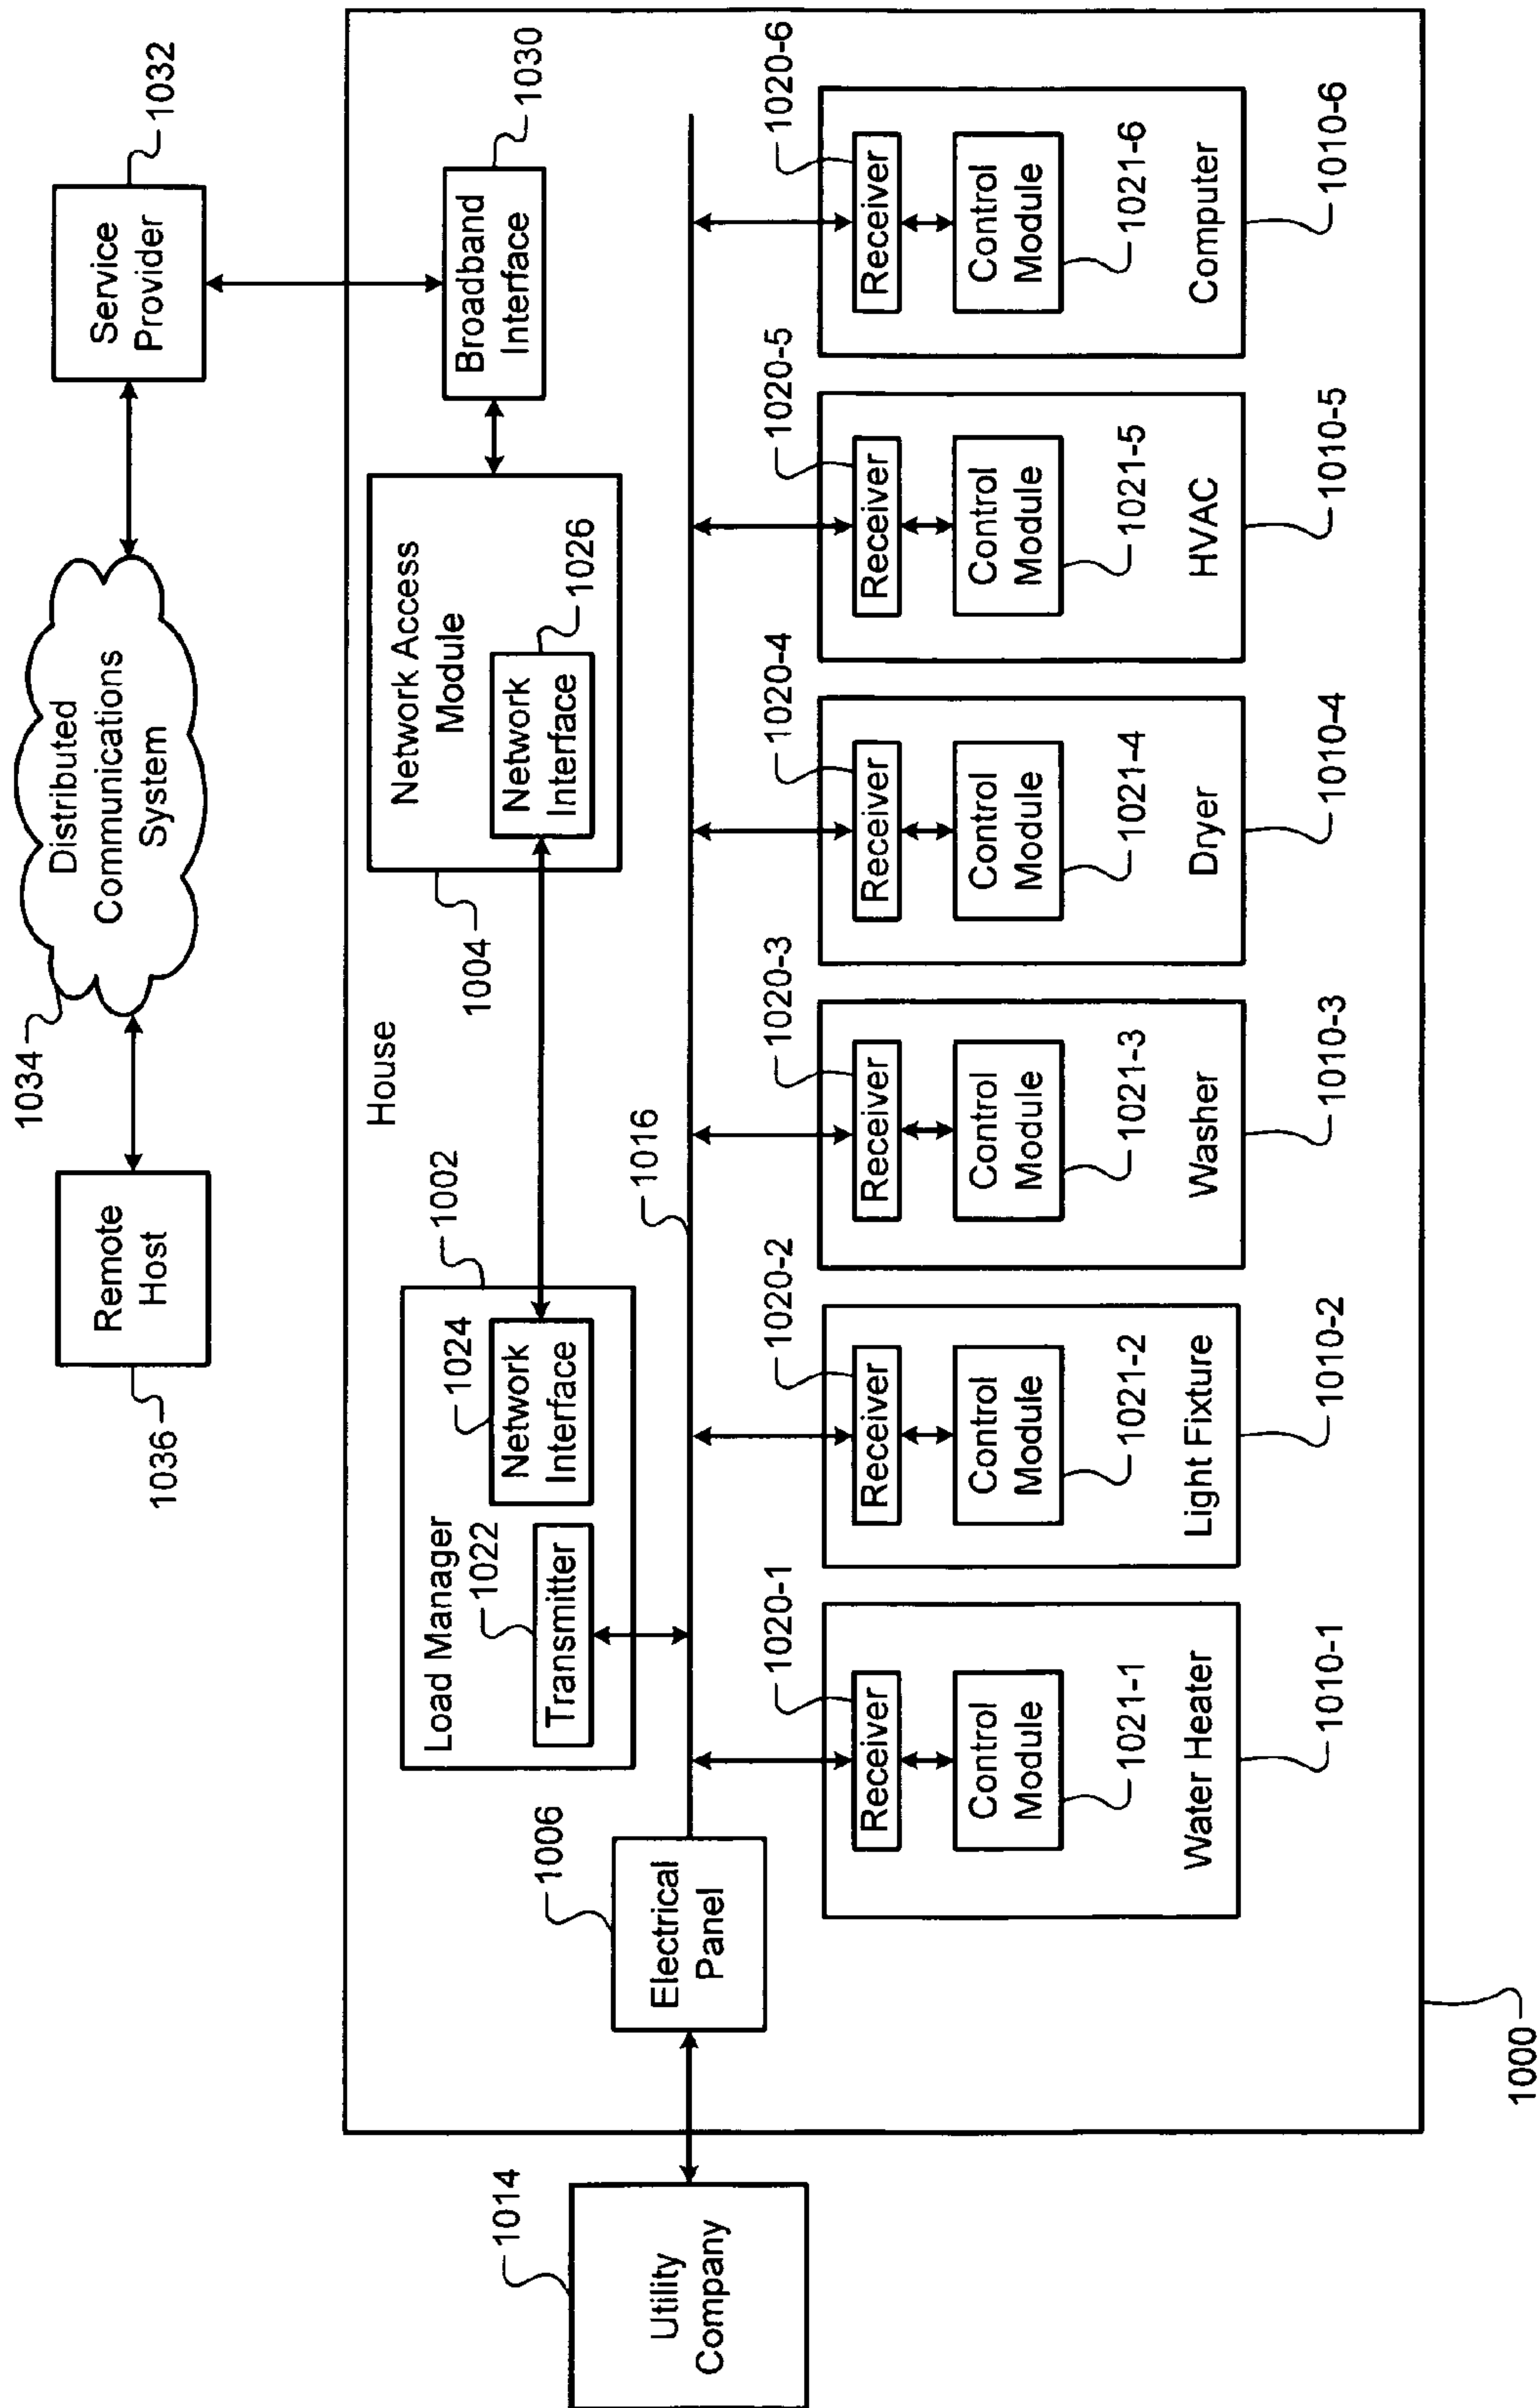 1036
Remote
Host
1034
Distributed
Communications
System
Service
Provider
1032
House
Load Manager
1002
1022
Transmitter
1024
Network
Interface
1004
Network Access
Module
Network
Interface
1026
Broadband
Interface
1030
1014
Utility
Company
1006
Electrical
Panel
1016
1020-1
Receiver
Control
Module
1021-1
Water Heater
1010-1
1020-2
Receiver
Control
Module
1021-2
Light Fixture
1010-2
1020-3
Receiver
Control
Module
1021-3
Washer
1010-3
1020-4
Receiver
Control
Module
1021-4
Dryer
1010-4
1020-5
Receiver
Control
Module
1021-5
HVAC
1010-5
1020-6
Receiver
Control
Module
1021-6
Computer
1010-6
1000